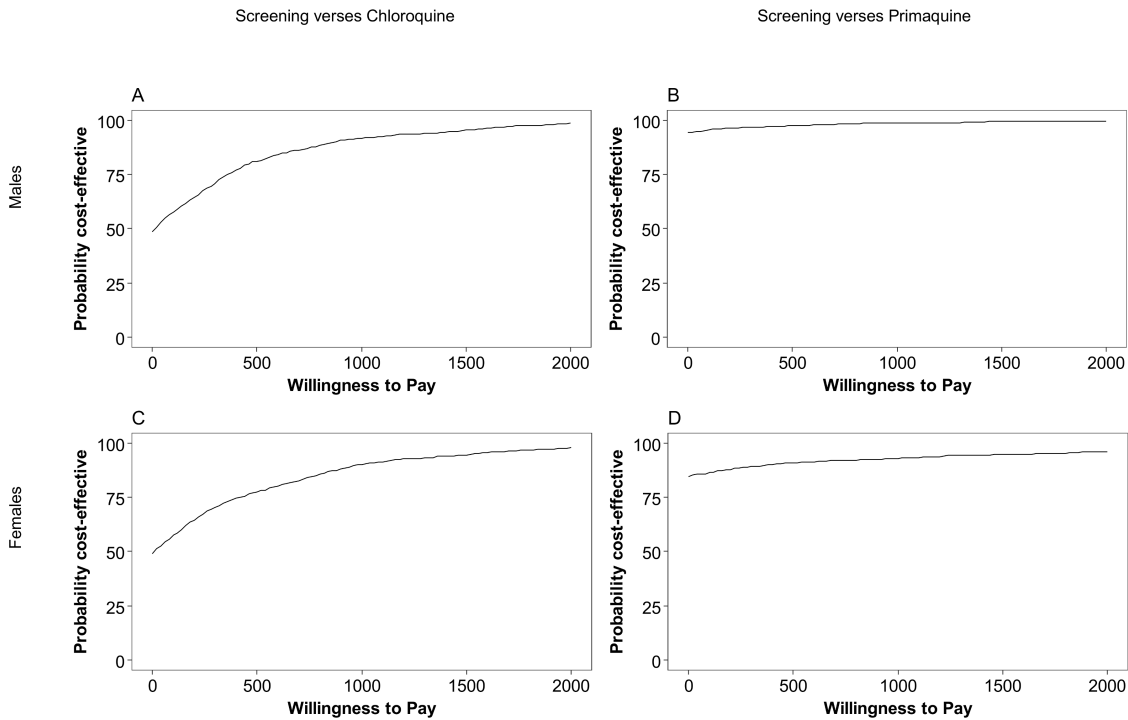 Screening verses Chloroquine
Screening verses Primaquine
Males
A
Probability cost-effective
100
75
50
25
0
0 500 1000 1500 2000
Willingness to Pay
B
Probability cost-effective
100
75
50
25
0
0 500 1000 1500 2000
Willingness to Pay
Females
C
Probability cost-effective
100
75
50
25
0
0 500 1000 1500 2000
Willingness to Pay
D
Probability cost-effective
100
75
50
25
0
0 500 1000 1500 2000
Willingness to Pay